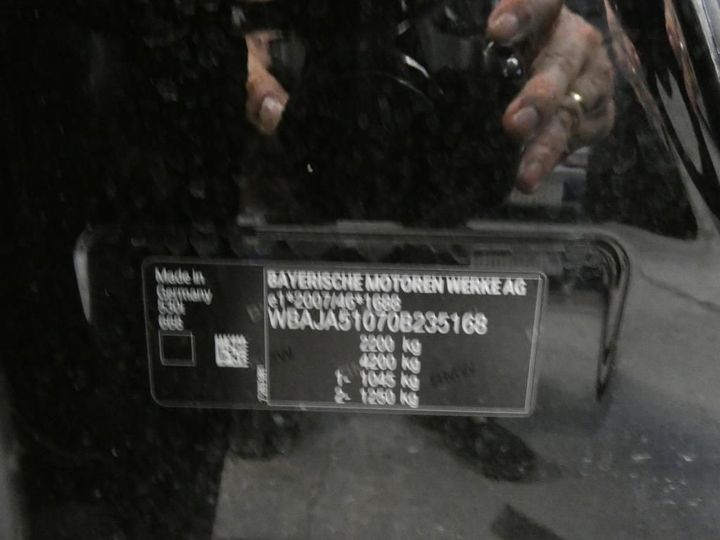 Made in
Germany
BAYERISCHE MOTOREN WERKE AG
e1*2007/46*1688
WBAJA51070B235168
2200 kg
4200 kg
1- 1045 kg
2- 1250 kg
BMW